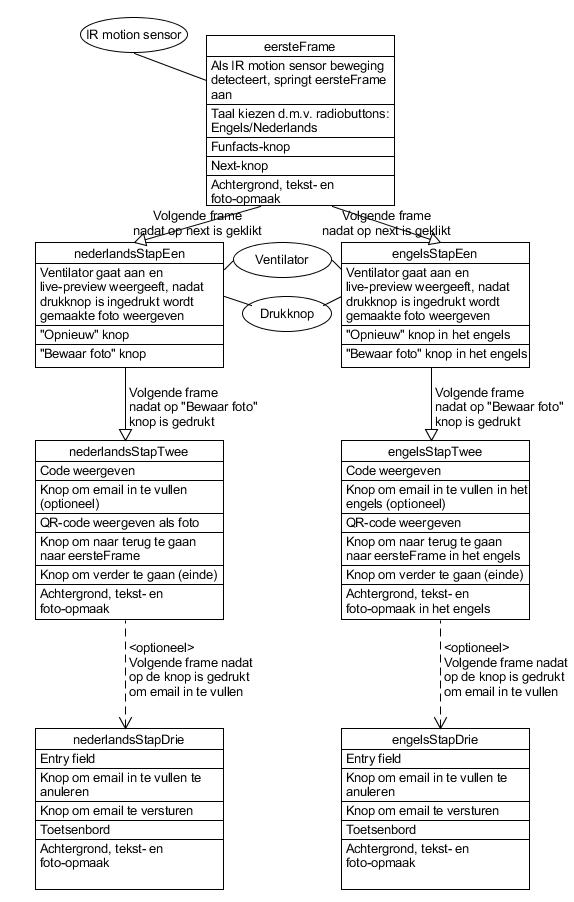 IR motion sensor
eersteFrame
Als IR motion sensor beweging
detecteert, springt eersteFrame
aan
Taal kiezen d.m.v. radiobuttons:
Engels/Nederlands
Funfacts-knop
Next-knop
Achtergrond, tekst- en
foto-opmaak
Volgende frame
nadat op next is geklikt
Volgende frame
nadat op next is geklikt
nederlandsStapEen
Ventilator gaat aan en
live-preview weergeeft, nadat
drukknop is ingedrukt wordt
gemaakte foto weergeven
"Opnieuw" knop
"Bewaar foto" knop
Ventilator
Drukknop
engelsStapEen
Ventilator gaat aan en
live-preview weergeeft, nadat
drukknop is ingedrukt wordt
gemaakte foto weergeven
"Opnieuw" knop in het engels
"Bewaar foto" knop in het engels
Volgende frame
nadat op "Bewaar foto"
knop is gedrukt
Volgende frame
nadat op "Bewaar foto"
knop is gedrukt
nederlandsStapTwee
Code weergeven
Knop om email in te vullen
(optioneel)
QR-code weergeven als foto
Knop om naar terug te gaan
naar eersteFrame
Knop om verder te gaan (einde)
Achtergrond, tekst- en
foto-opmaak
engelsStapTwee
Code weergeven
Knop om email in te vullen in het
engels (optioneel)
QR-code weergeven
Knop om naar terug te gaan
naar eersteFrame in het engels
Knop om verder te gaan (einde)
Achtergrond, tekst- en
foto-opmaak in het engels
<optioneel>
Volgende frame nadat
op de knop is gedrukt
om email in te vullen
<optioneel>
Volgende frame nadat
op de knop is gedrukt
om email in te vullen
nederlandsStapDrie
Entry field
Knop om email in te vullen te
anuleren
Knop om email te versturen
Toetsenbord
Achtergrond, tekst- en
foto-opmaak
engelsStapDrie
Entry field
Knop om email in te vullen te
anuleren
Knop om email te versturen
Toetsenbord
Achtergrond, tekst- en
foto-opmaak